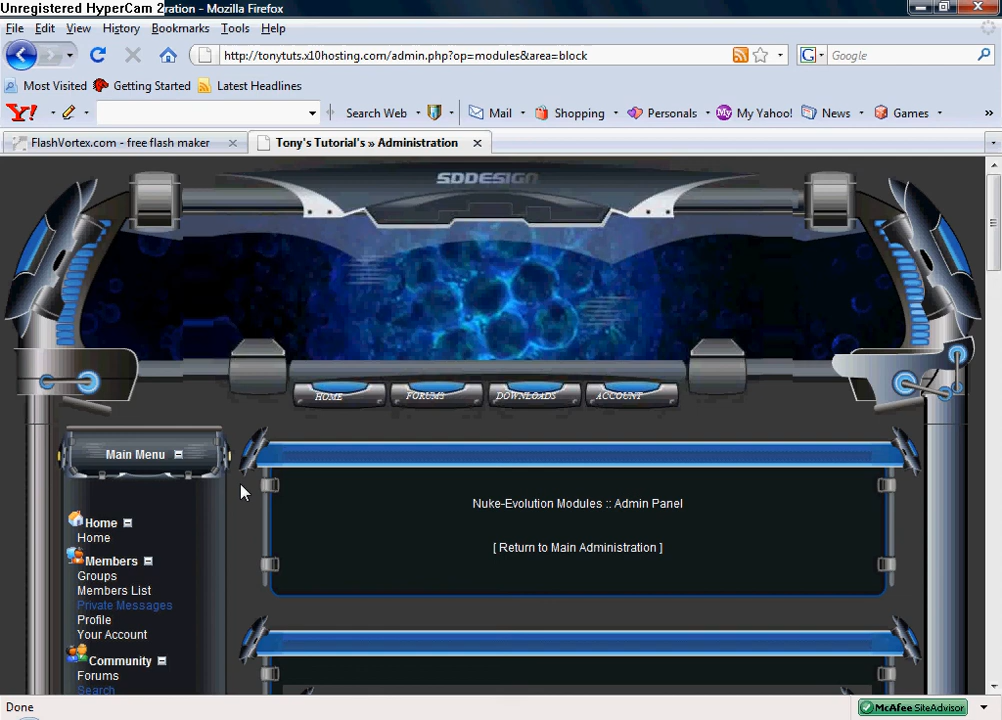 Unregistered HyperCam 2ration - Mozilla Firefox
File Edit View History Bookmarks Tools Help
http://tonytuts.x10hosting.com/admin.php?op=modules&area=block
G Google
Most Visited Getting Started Latest Headlines
Y! Search Web Mail Shopping Personals My Yahoo! News Games »
FlashVortex.com - free flash maker Tony's Tutorial's » Administration
SDDESIGN
HOME FORUMS DOWNLOADS ACCOUNT
Main Menu
Nuke-Evolution Modules :: Admin Panel
Home
Home
[ Return to Main Administration ]
Members
Groups
Members List
Private Messages
Profile
Your Account
Community
Forums
Search
Done
McAfee SiteAdvisor